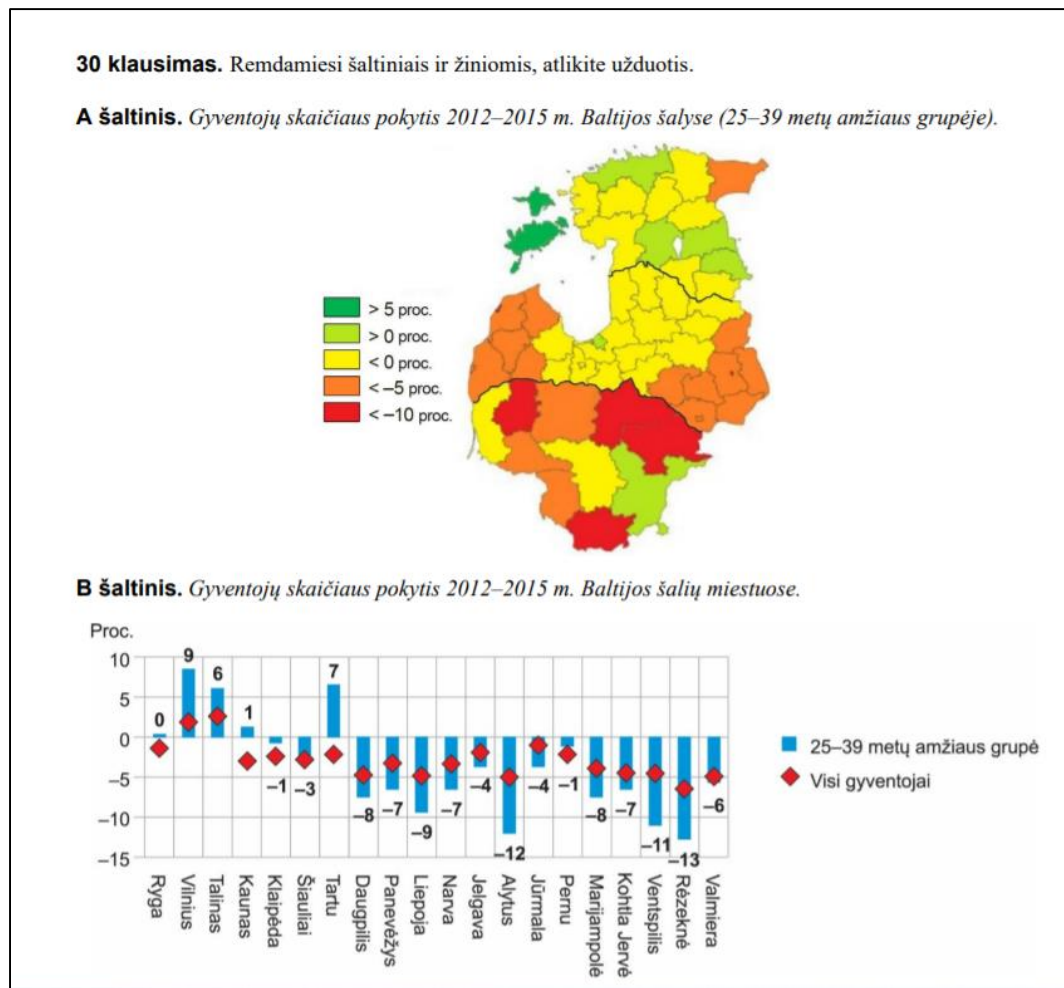 30 klausimas. Remdamiesi šaltiniais ir žiniomis, atlikite užduotis.
A šaltinis. Gyventojų skaičiaus pokytis 2012–2015 m. Baltijos šalyse (25–39 metų amžiaus grupėje).
> 5 proc.
> 0 proc.
< 0 proc.
< –5 proc.
< –10 proc.
B šaltinis. Gyventojų skaičiaus pokytis 2012–2015 m. Baltijos šalių miestuose.
Proc.
10
5
0
–5
–10
–15
0
9
6
1
–1
–3
7
–8
–7
–9
–7
–4
–12
–4
–1
–8
–7
–11
–13
–6
Ryga
Vilnius
Talinas
Kaunas
Klaipėda
Šiauliai
Tartu
Daugpilis
Panevėžys
Liepoja
Narva
Jelgava
Alytus
Jūrmala
Pernu
Marijampolė
Kohtla Jervė
Ventspilis
Rėzeknė
Valmiera
25–39 metų amžiaus grupė
Visi gyventojai